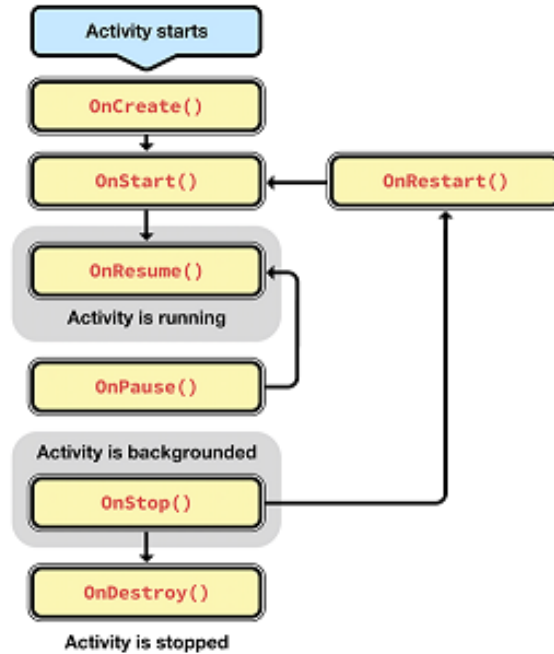 Activity starts
OnCreate()
OnStart()
OnRestart()
OnResume()
Activity is running
OnPause()
Activity is backgrounded
OnStop()
OnDestroy()
Activity is stopped